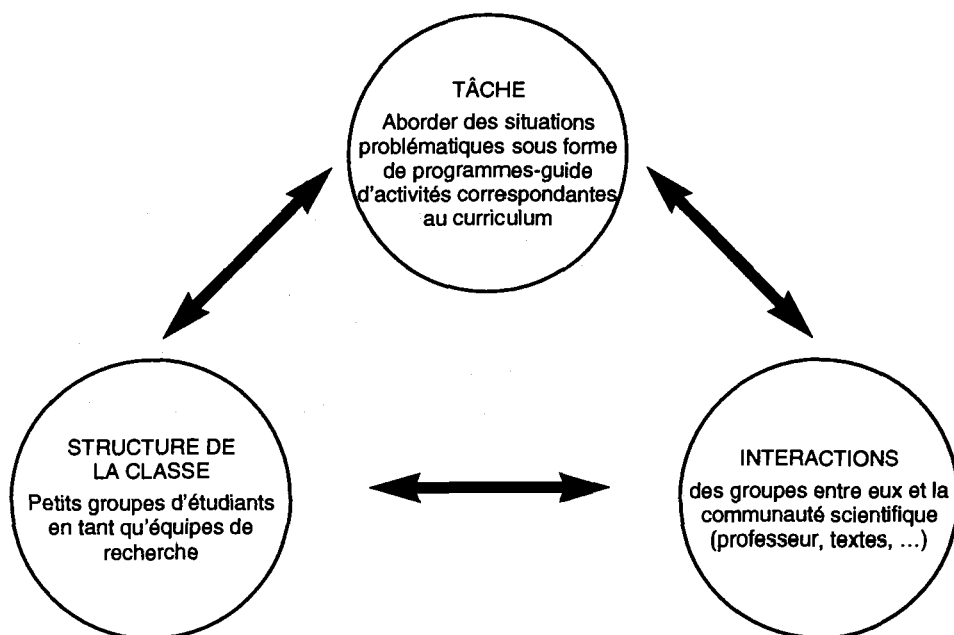 TÂCHE
Aborder des situations
problématiques sous forme
de programmes-guide
d'activités correspondantes
au curriculum
STRUCTURE DE
LA CLASSE
Petits groupes d'étudiants
en tant qu'équipes de
recherche
INTERACTIONS
des groupes entre eux et la
communauté scientifique
(professeur, textes, ...)